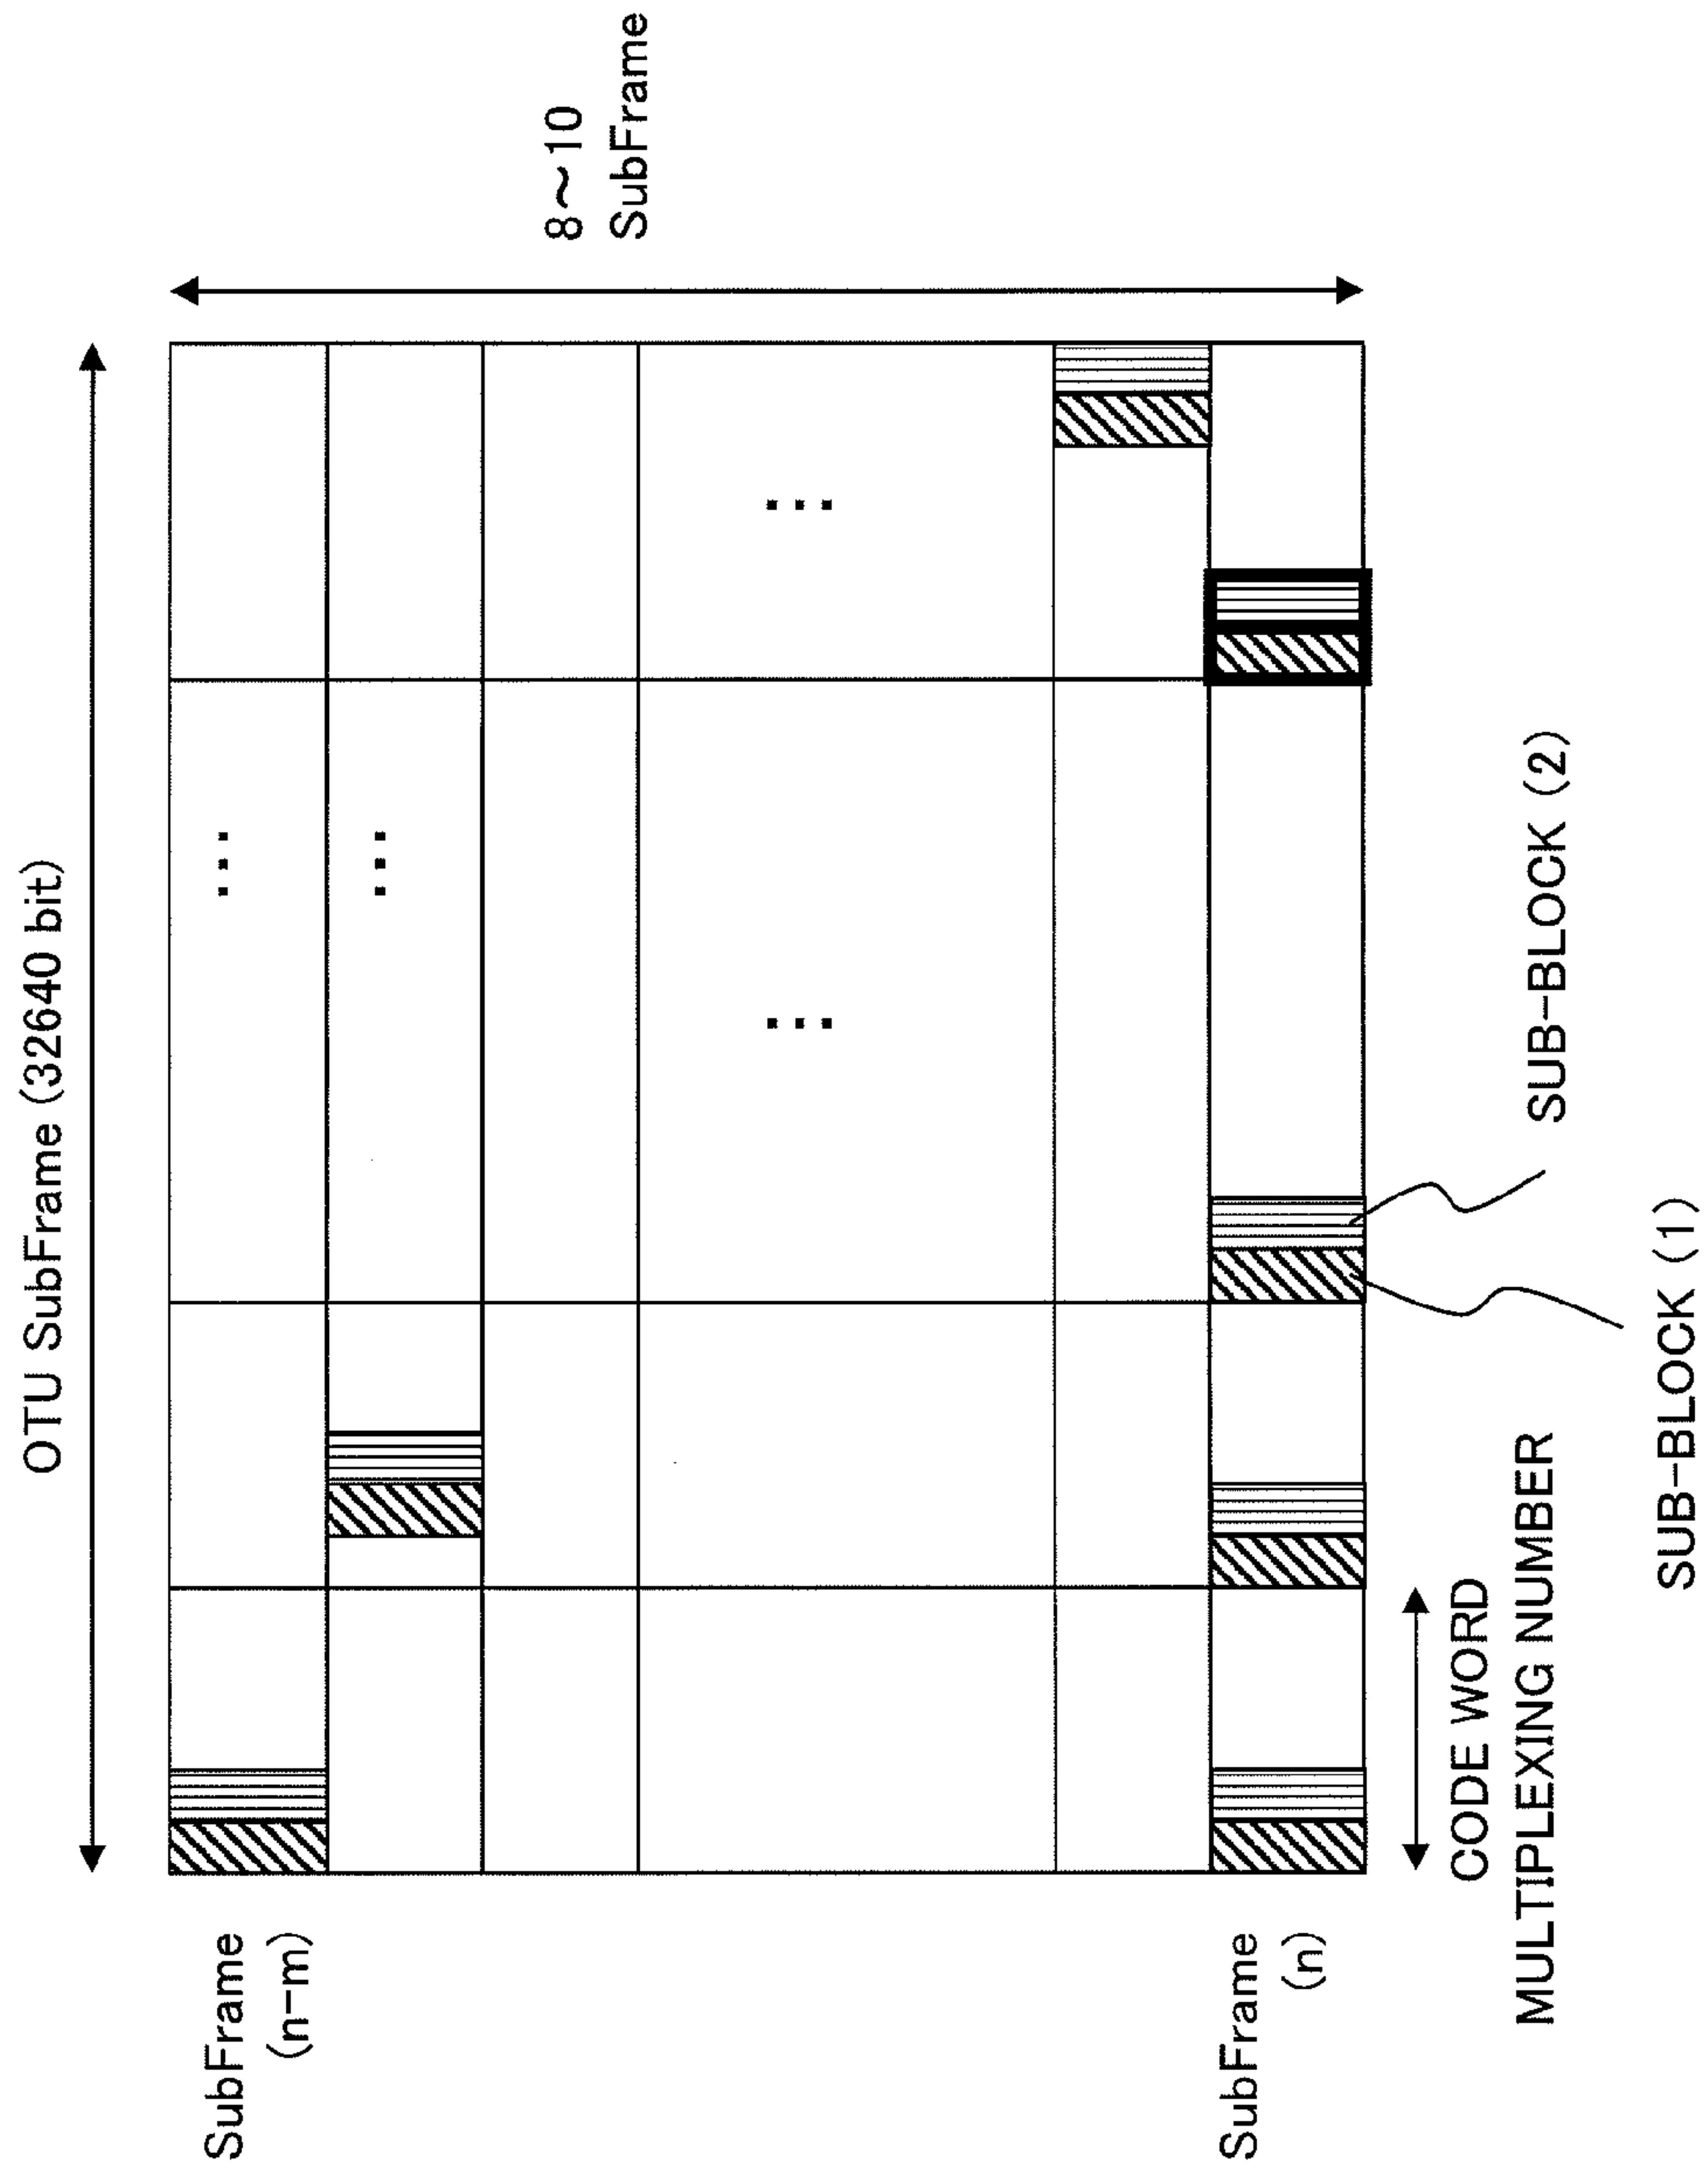 OTU SubFrame (32640 bit)
8～10
SubFrame
SubFrame
(n-m)
SubFrame
(n)
CODE WORD
MULTIPLEXING NUMBER
SUB-BLOCK (2)
SUB-BLOCK (1)